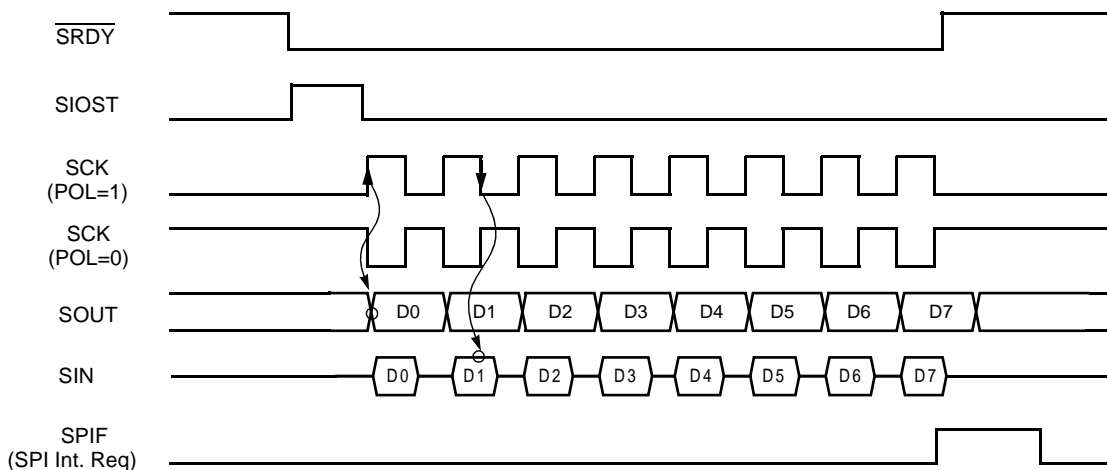 SRDY
SIOST
SCK
(POL=1)
SCK
(POL=0)
SOUT
D0 D1 D2 D3 D4 D5 D6 D7
SIN
D0 D1 D2 D3 D4 D5 D6 D7
SPIF
(SPI Int. Req)